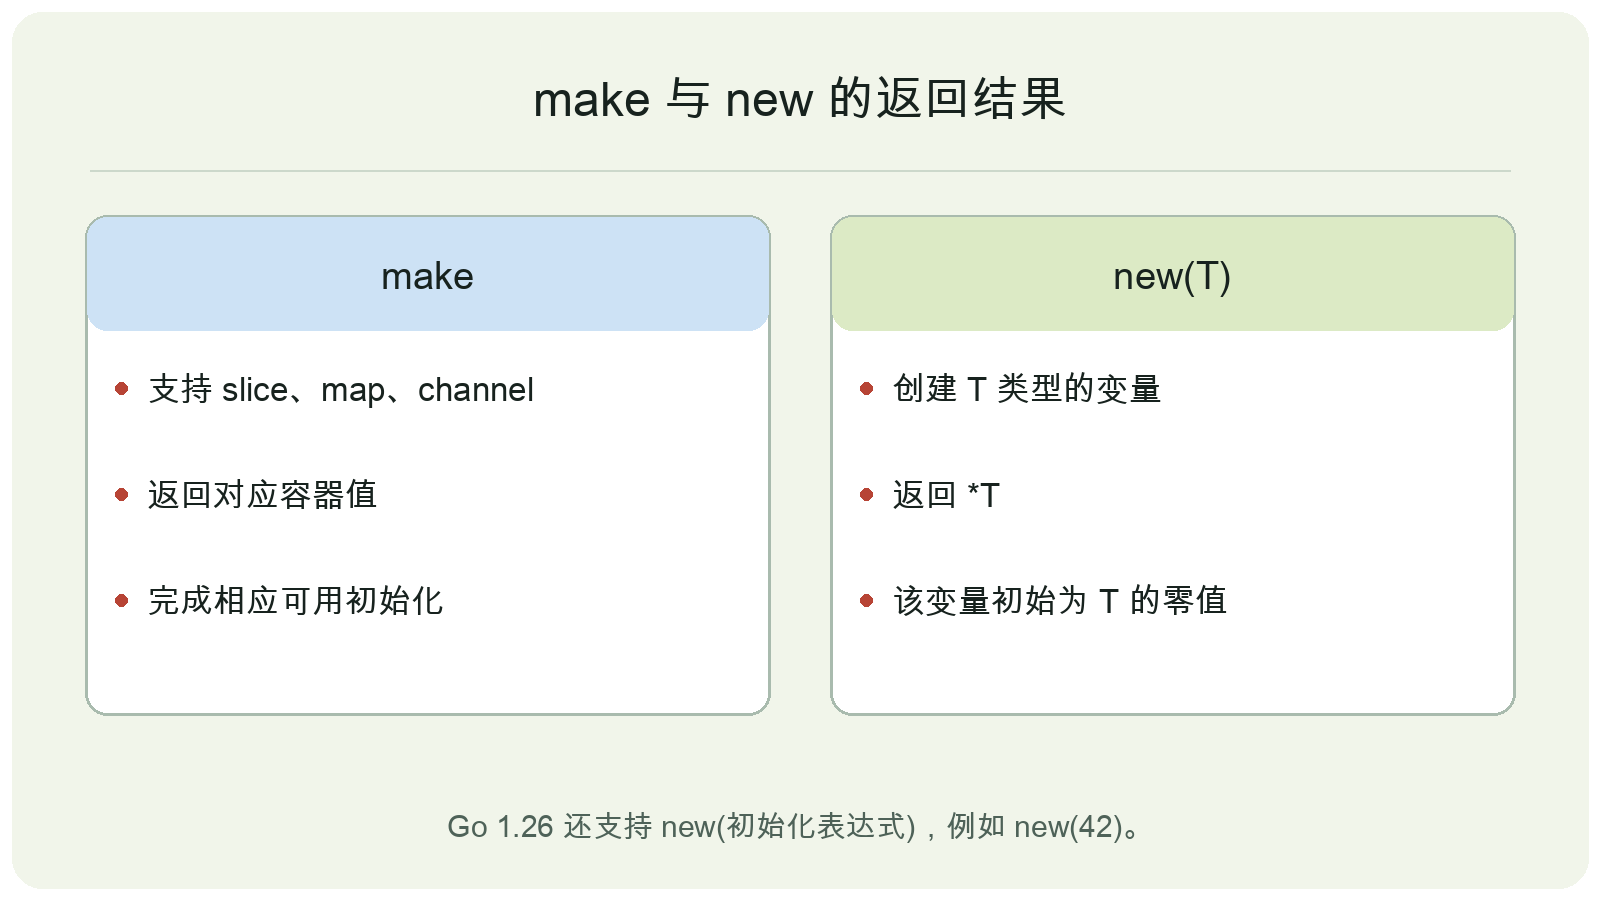 make 与 new 的返回结果
make
支持 slice、map、channel
返回对应容器值
完成相应可用初始化
new(T)
创建 T 类型的变量
返回 *T
该变量初始为 T 的零值
Go 1.26 还支持 new(初始化表达式)，例如 new(42)。